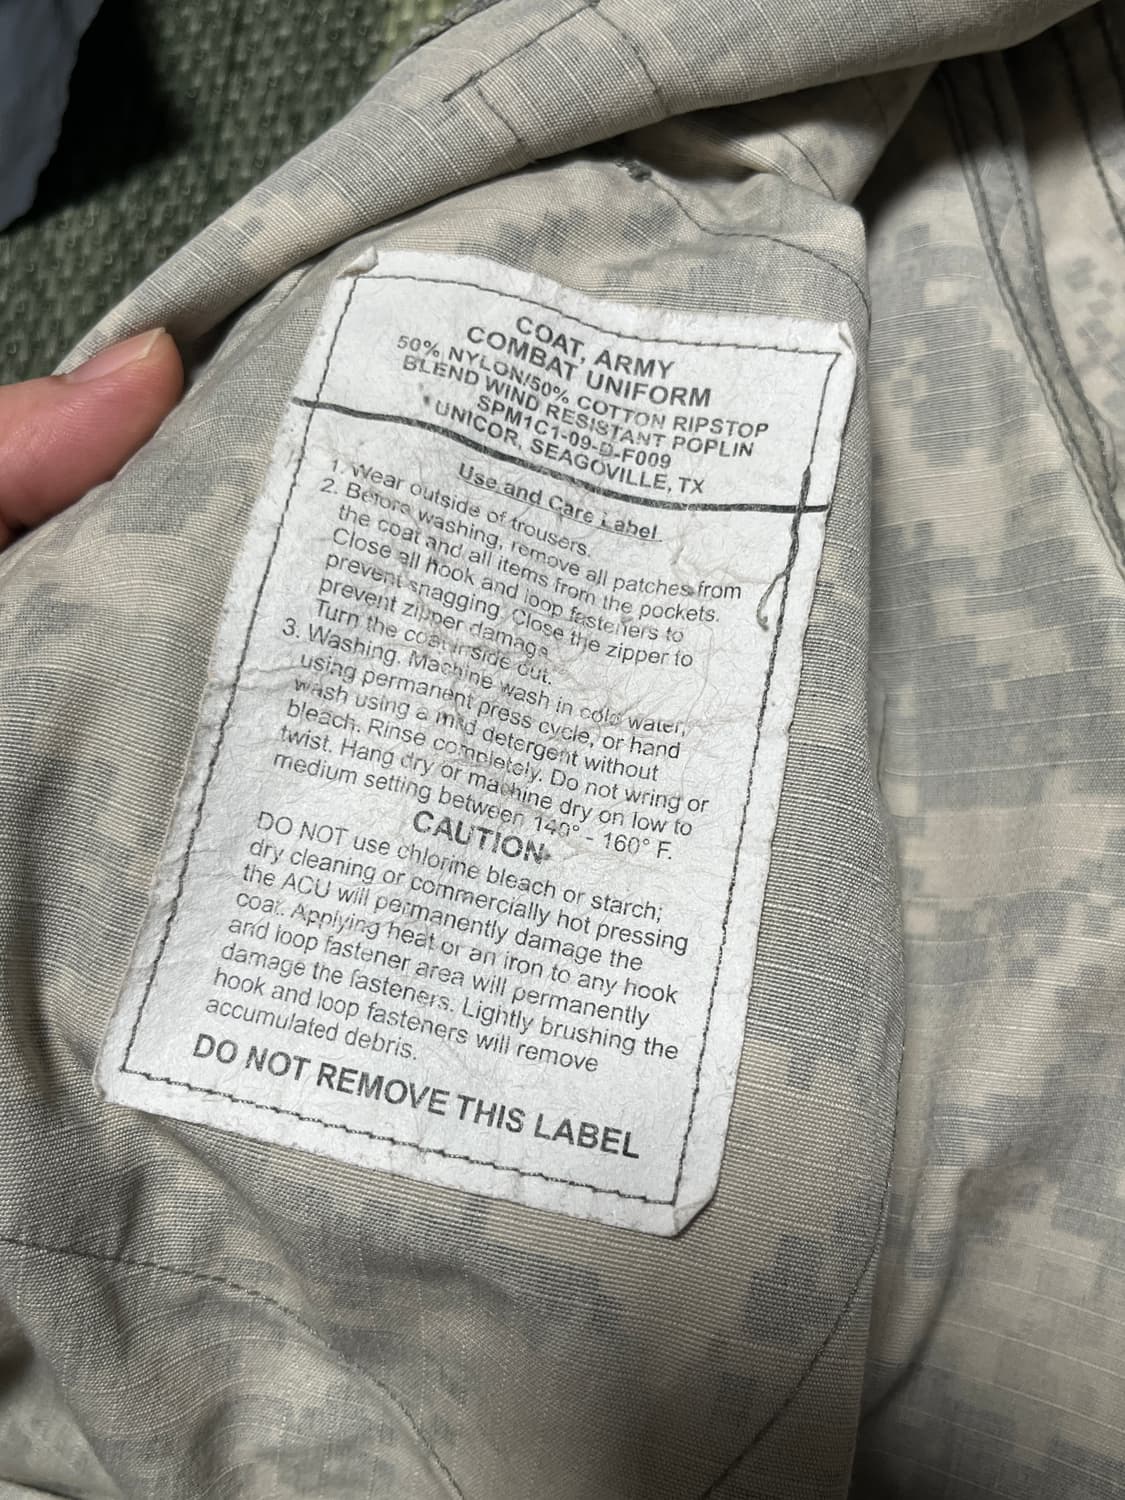 COAT, ARMY
COMBAT UNIFORM
50% NYLON/50% COTTON RIPSTOP
BLEND WIND RESISTANT POPLIN
SPM1C1-09-D-F009
UNICOR, SEAGOVILLE, TX
Use and Care Label
1. Wear outside of trousers.
2. Before washing, remove all patches from
the coat and all items from the pockets.
Close all hook and loop fasteners to
prevent snagging. Close the zipper to
prevent zipper damage.
Turn the coat inside out.
3. Washing. Machine wash in cold water,
using permanent press cycle, or hand
wash using a mild detergent without
bleach. Rinse completely. Do not wring or
twist. Hang dry or machine dry on low to
medium setting between 140° - 160° F.
CAUTION
DO NOT use chlorine bleach or starch;
dry cleaning or commercially hot pressing
the ACU will permanently damage the
coat. Applying heat or an iron to any hook
and loop fastener area will permanently
damage the fasteners. Lightly brushing the
hook and loop fasteners will remove
accumulated debris.
DO NOT REMOVE THIS LABEL